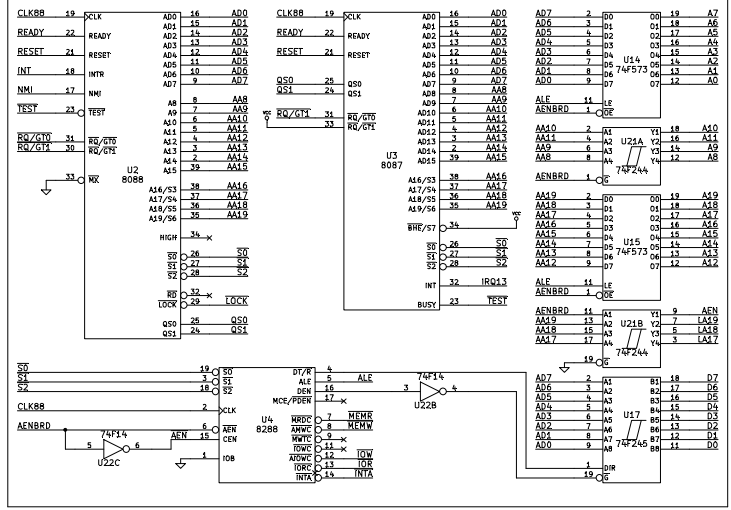 CLK88 19 CLK AD0 16 AD0
AD1 15 AD1
READY 22 READY AD2 14 AD2
AD3 13 AD3
RESET 21 RESET AD4 12 AD4
AD5 11 AD5
INT 18 INTR AD6 10 AD6
AD7 9 AD7
NMI 17 NMI
A8 8 AA8
TEST 23 TEST A9 7 AA9
A10 6 AA10
A11 5 AA11
RQ/GT0 31 RQ/GT0 A12 4 AA12
RQ/GT1 30 RQ/GT1 A13 3 AA13
A14 2 AA14
A15 39 AA15
U2
8088
33 MX
A16/S3 38 AA16
A17/S4 37 AA17
A18/S5 36 AA18
A19/S6 35 AA19
HIGH 34
S0 26 S0
S1 27 S1
S2 28 S2
RD 32
LOCK 29 LOCK
QS0 25 QS0
QS1 24 QS1
CLK88 19 CLK AD0 16 AD0
AD1 15 AD1
READY 22 READY AD2 14 AD2
AD3 13 AD3
RESET 21 RESET AD4 12 AD4
AD5 11 AD5
AD6 10 AD6
AD7 9 AD7
QS0 25 QS0 AD8 8 AA8
QS1 24 QS1 AD9 7 AA9
AD10 6 AA10
AD11 5 AA11
RQ/GT1 31 RQ/GT0 AD12 4 AA12
33 RQ/GT1 AD13 3 AA13
AD14 2 AA14
AD15 39 AA15
U3
8087
A16/S3 38 AA16
A17/S4 37 AA17
A18/S5 36 AA18
A19/S6 35 AA19
BHE/S7 34
S0 26 S0
S1 27 S1
S2 28 S2
INT 32 IRQ13
BUSY 23 TEST
AD7 2 D0 O0 19 A7
AD6 3 D1 O1 18 A6
AD5 4 D2 O2 17 A5
AD4 5 D3 O3 16 A4
AD3 6 D4 O4 15 A3
AD2 7 D5 O5 14 A2
AD1 8 D6 O6 13 A1
AD0 9 D7 O7 12 A0
U14
74F573
ALE 11 LE
AENBRD 1 OE
AA10 2 A1 Y1 18 A10
AA11 4 A2 Y2 16 A11
AA9 6 A3 Y3 14 A9
AA8 8 A4 Y4 12 A8
U21A
74F244
AENBRD 1 G
AA19 2 D0 O0 19 A19
AA18 3 D1 O1 18 A18
AA17 4 D2 O2 17 A17
AA16 5 D3 O3 16 A16
AA15 6 D4 O4 15 A15
AA14 7 D5 O5 14 A14
AA13 8 D6 O6 13 A13
AA12 9 D7 O7 12 A12
U15
74F573
ALE 11 LE
AENBRD 1 OE
AENBRD 11 A1 Y1 9 AEN
AA19 13 A2 Y2 7 LA19
AA18 15 A3 Y3 5 LA18
AA17 17 A4 Y4 3 LA17
U21B
74F244
19 G
S0 19 S0 DT/R 4
S1 3 S1 ALE 5 ALE
S2 18 S2 DEN 16
MCE/PDEN 17
CLK88 2 CLK
U4
8288
MRDC 7 MEMR
AENBRD 6 AEN AMWC 8 MEMW
AEN 15 CEN MWTC 9
IOWC 11
1 IOB AIOWC 12 IOW
IORC 13 IOR
INTA 14 INTA
74F14
5 6
U22C
74F14
3 4
U22B
AD7 2 A1 B1 18 D7
AD6 3 A2 B2 17 D6
AD5 4 A3 B3 16 D5
AD4 5 A4 B4 15 D4
AD3 6 A5 B5 14 D3
AD2 7 A6 B6 13 D2
AD1 8 A7 B7 12 D1
AD0 9 A8 B8 11 D0
U17
74F245
1 DIR
19 G